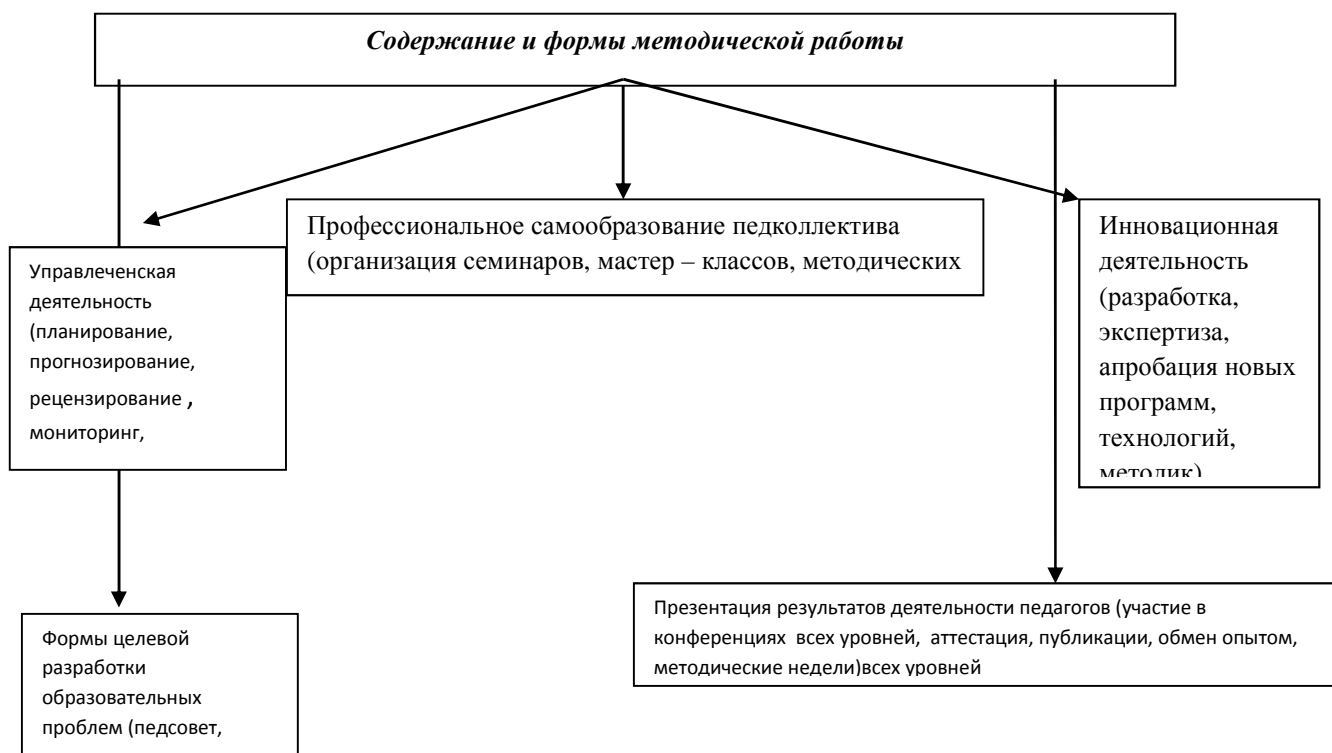 Содержание и формы методической работы
Профессиональное самообразование педколлектива
(организация семинаров, мастер – классов, методических
Инновационная
деятельность
(разработка,
экспертиза,
апробация новых
программ,
технологий,
методик)
Управлеченская
деятельность
(планирование,
прогнозирование,
рецензирование ,
мониторинг,
Презентация результатов деятельности педагогов (участие в
конференциях всех уровней, аттестация, публикации, обмен опытом,
методические недели)всех уровней
Формы целевой
разработки
образовательных
проблем (педсовет,